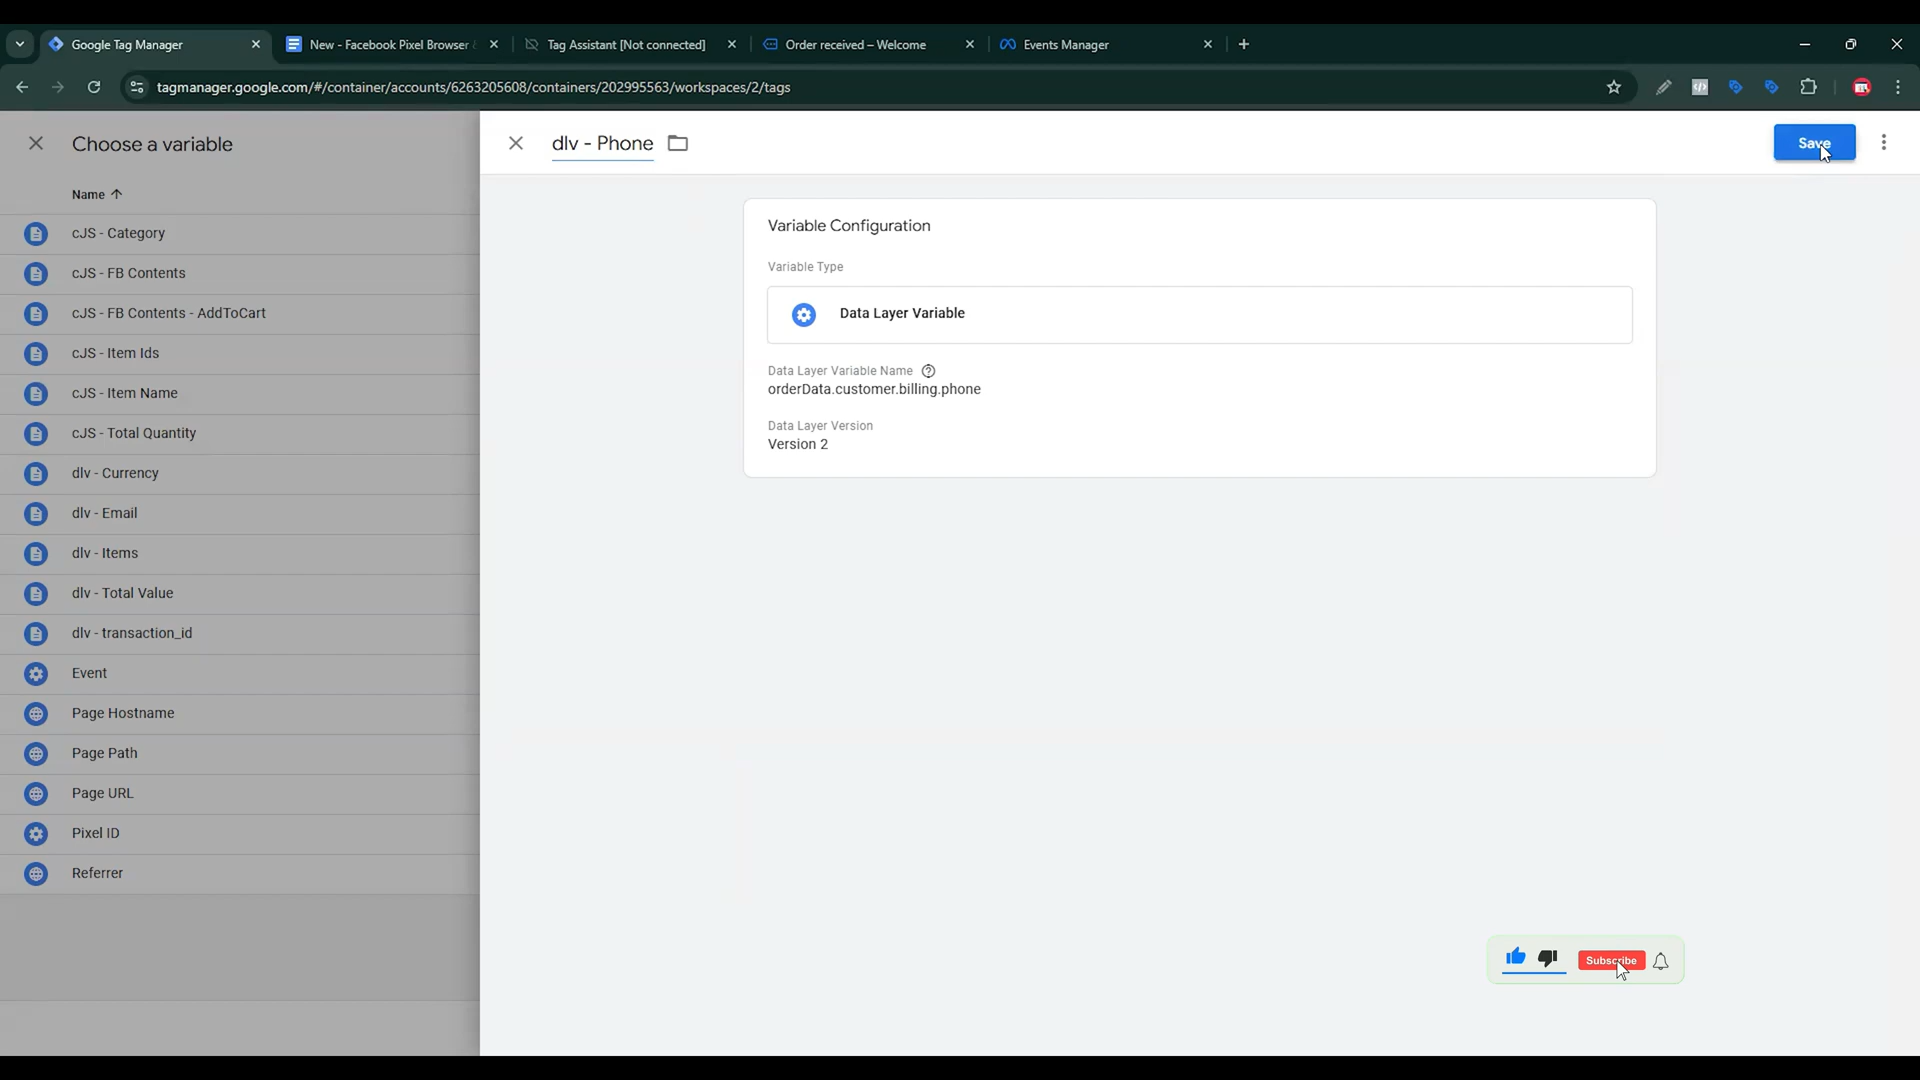 Google Tag Manager
New - Facebook Pixel Browser
Tag Assistant [Not connected]
Order received – Welcome
Events Manager
tagmanager.google.com/#/container/accounts/6263205608/containers/202995563/workspaces/2/tags
Choose a variable
dlv - Phone
Save
Name
Variable Configuration
cJS - Category
Variable Type
cJS - FB Contents
cJS - FB Contents - AddToCart
Data Layer Variable
cJS - Item Ids
Data Layer Variable Name
cJS - Item Name
orderData.customer.billing.phone
cJS - Total Quantity
Data Layer Version
Version 2
dlv - Currency
dlv - Email
dlv - Items
dlv - Total Value
dlv - transaction_id
Event
Page Hostname
Page Path
Page URL
Pixel ID
Referrer
Subscribe